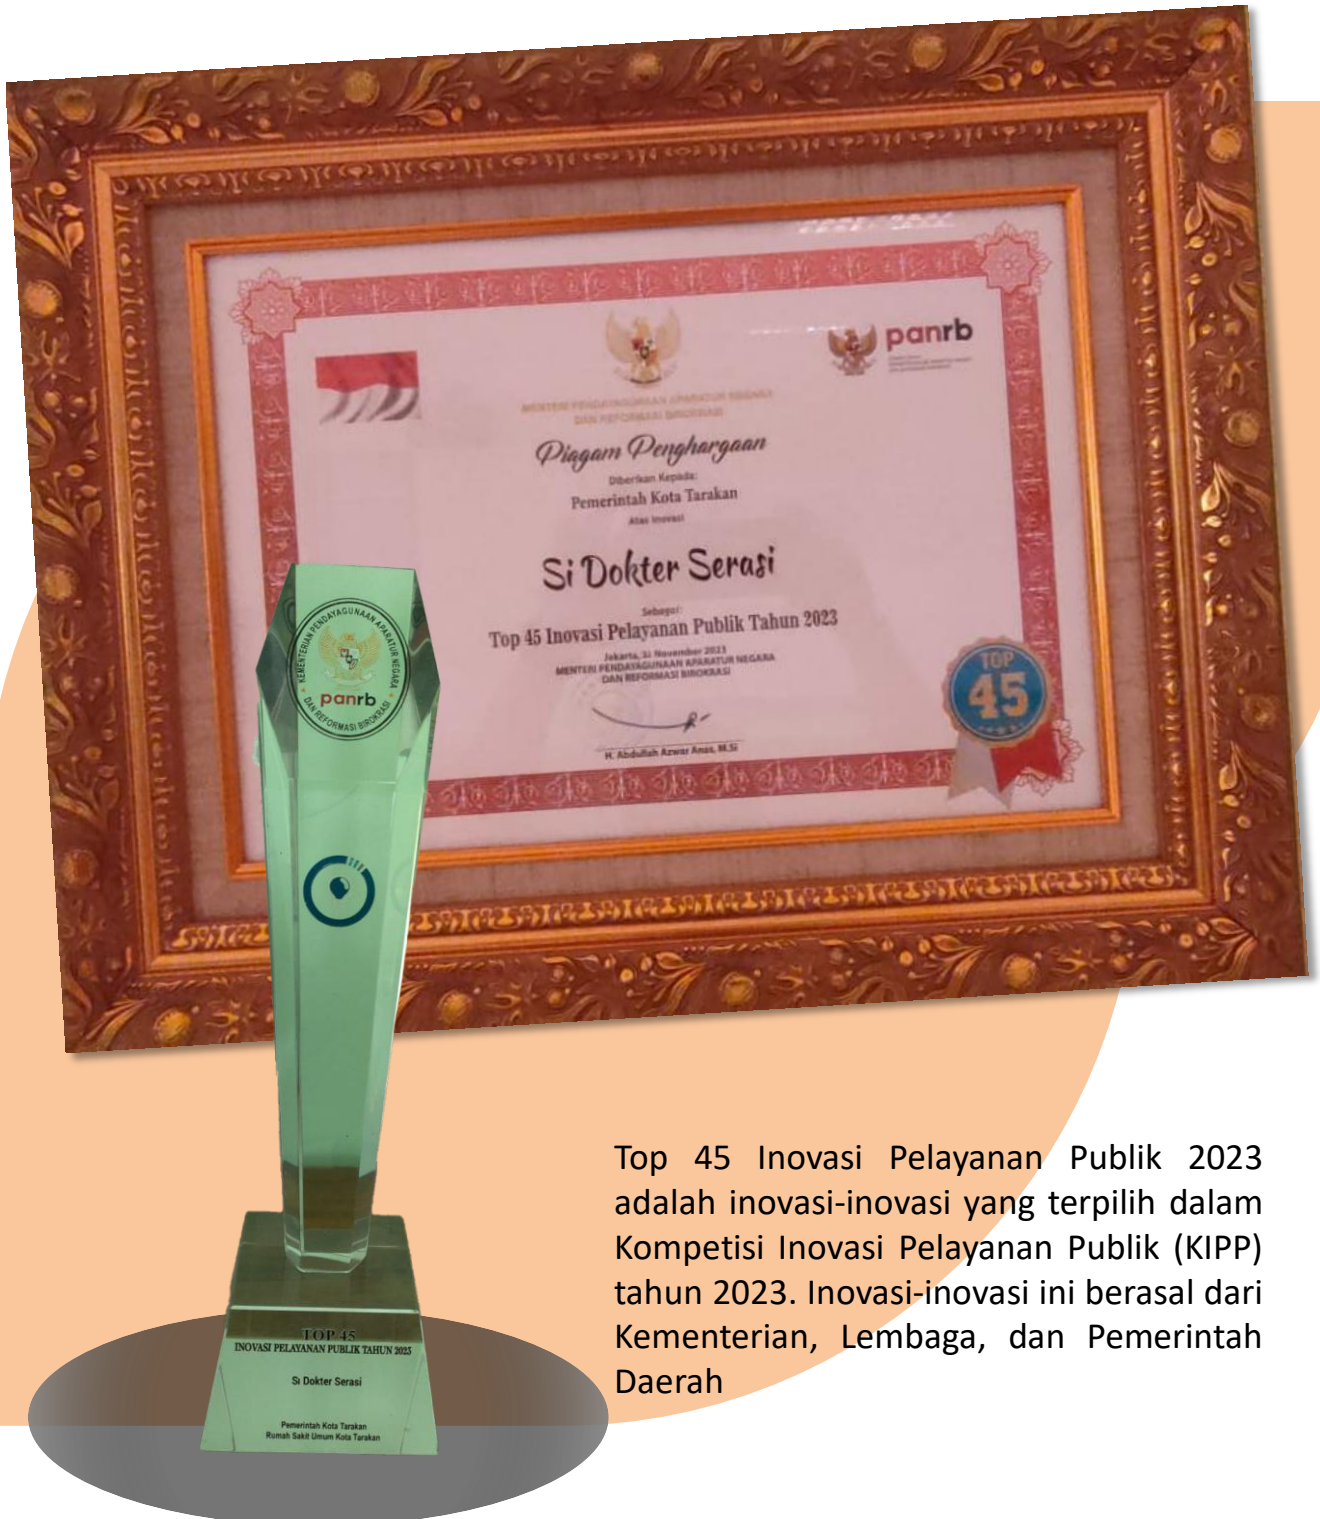 panrb
MENTERI PENDAYAGUNAAN APARATUR NEGARA
DAN REFORMASI BIROKRASI
Piagam Penghargaan
Diberikan Kepada:
Pemerintah Kota Tarakan
Atas Inovasi
Si Dokter Serasi
Sebagai:
Top 45 Inovasi Pelayanan Publik Tahun 2023
Jakarta, 21 November 2023
MENTERI PENDAYAGUNAAN APARATUR NEGARA
DAN REFORMASI BIROKRASI
H. Abdullah Azwar Anas, M.Si
TOP
45
KEMENTERIAN PENDAYAGUNAAN APARATUR NEGARA
DAN REFORMASI BIROKRASI
panrb
TOP 45
INOVASI PELAYANAN PUBLIK TAHUN 2023
Si Dokter Serasi
Pemerintah Kota Tarakan
Rumah Sakit Umum Kota Tarakan
Top 45 Inovasi Pelayanan Publik 2023
adalah inovasi-inovasi yang terpilih dalam
Kompetisi Inovasi Pelayanan Publik (KIPP)
tahun 2023. Inovasi-inovasi ini berasal dari
Kementerian, Lembaga, dan Pemerintah
Daerah